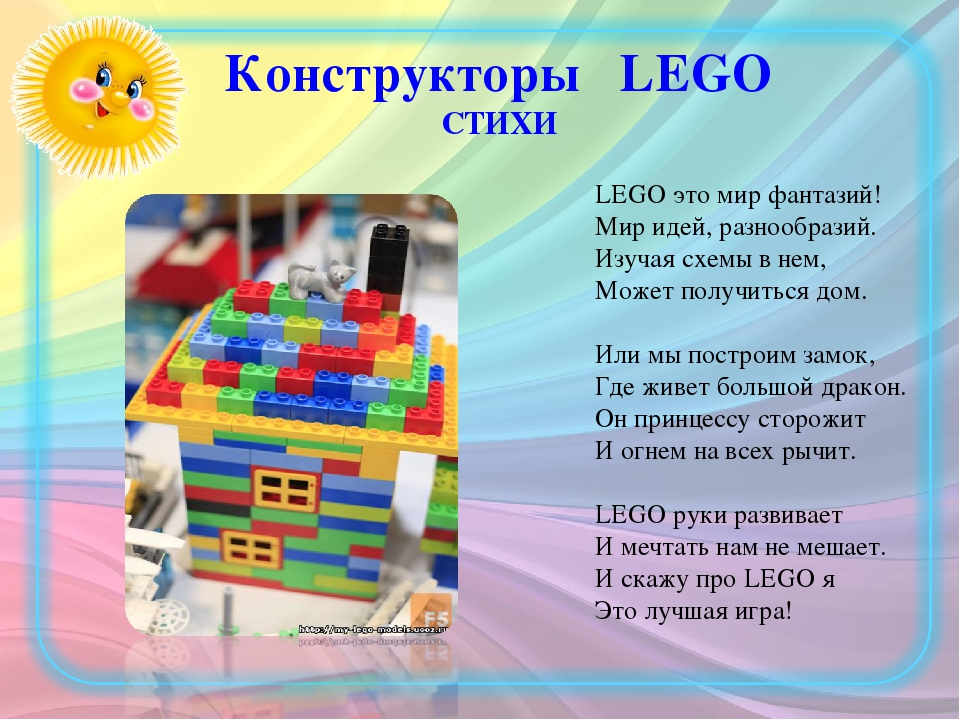 Конструкторы LEGO
СТИХИ
LEGO это мир фантазий!
Мир идей, разнообразий.
Изучая схемы в нем,
Может получиться дом.
Или мы построим замок,
Где живет большой дракон.
Он принцессу сторожит
И огнем на всех рычит.
LEGO руки развивает
И мечтать нам не мешает.
И скажу про LEGO я
Это лучшая игра!
F5
http://my-lego-models.ucoz.ru